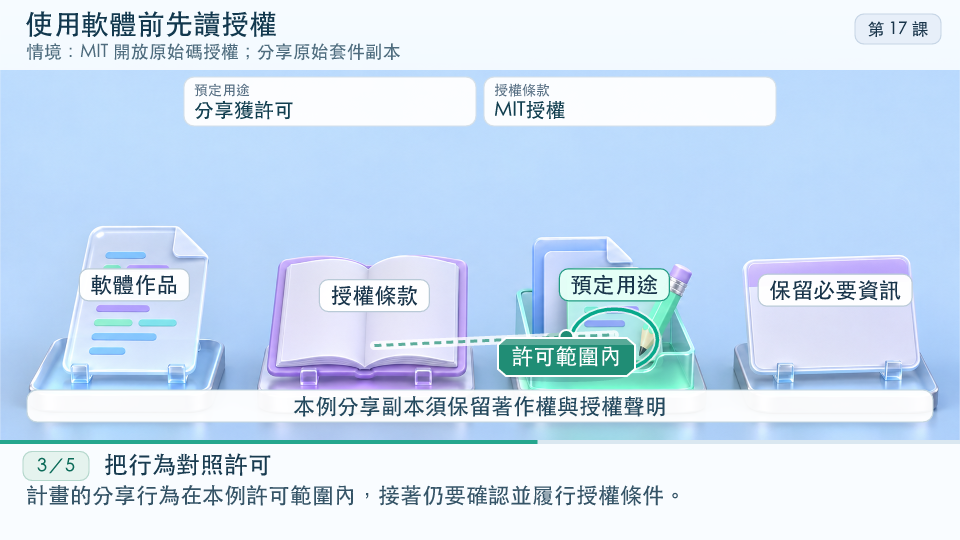 使用軟體前先讀授權
情境：MIT 開放原始碼授權；分享原始套件副本
第 17 課
預定用途
分享獲許可
授權條款
MIT授權
軟體作品
授權條款
預定用途
保留必要資訊
許可範圍內
本例分享副本須保留著作權與授權聲明
3／5
把行為對照許可
計畫的分享行為在本例許可範圍內，接著仍要確認並履行授權條件。